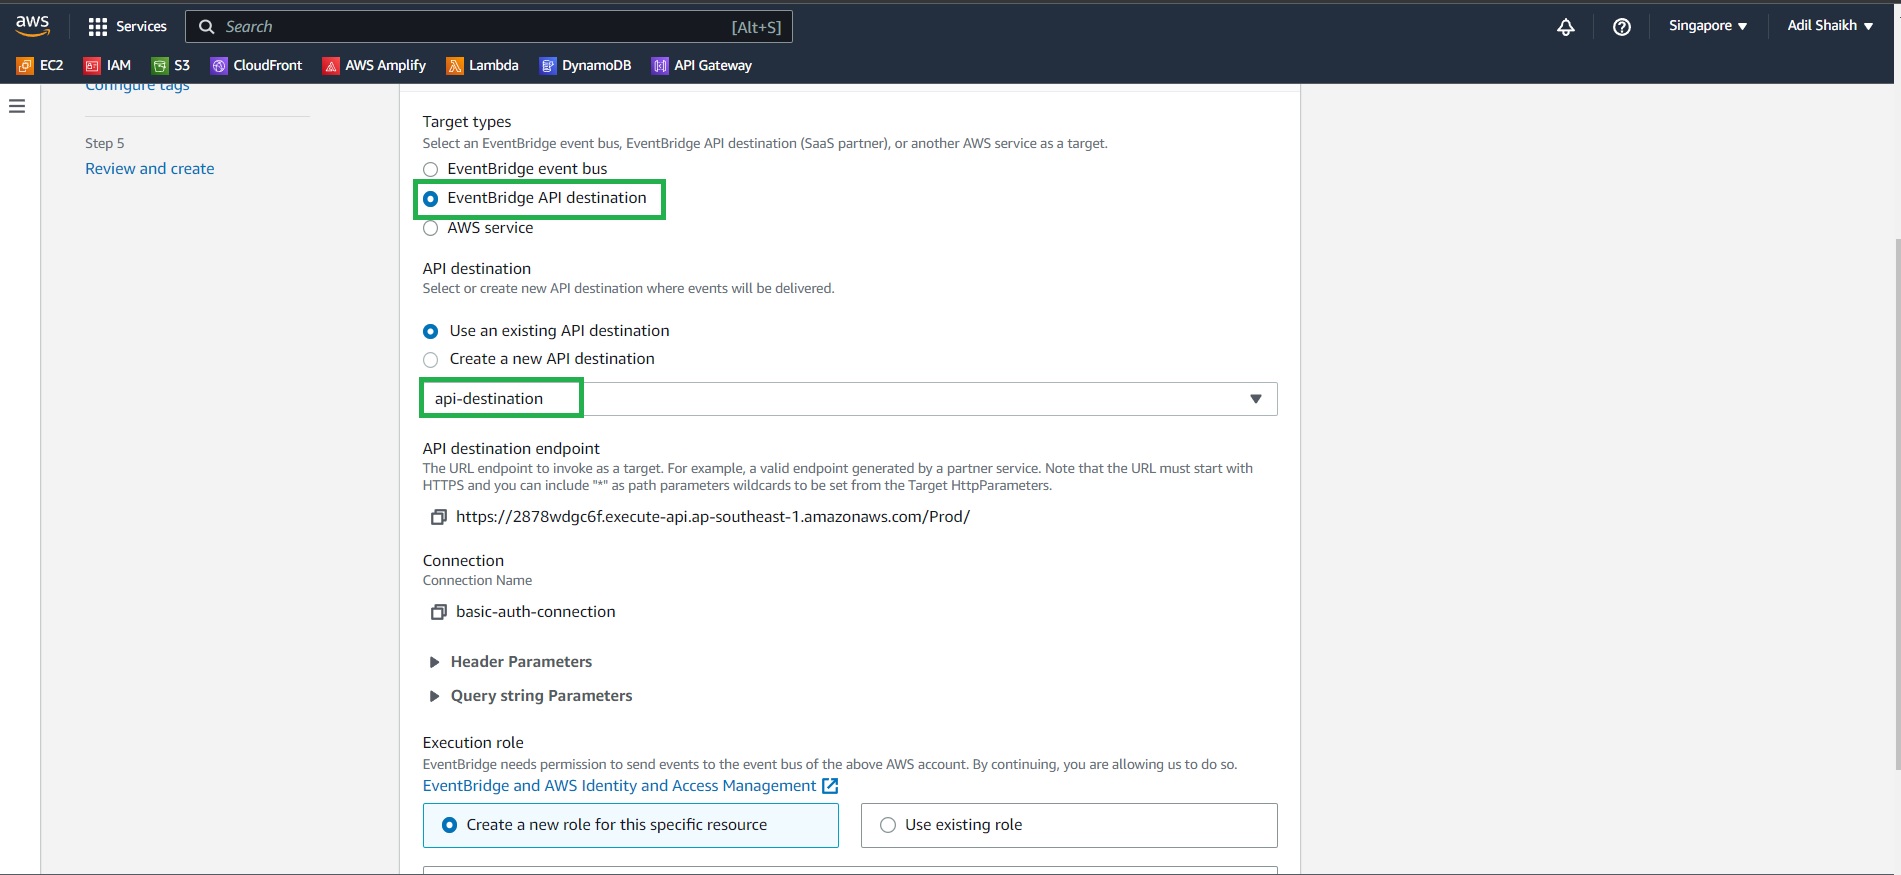 aws
Services
Search [Alt+S]
Singapore ▼
Adil Shaikh ▼
EC2
IAM
S3
CloudFront
AWS Amplify
Lambda
DynamoDB
API Gateway
Configure tags
Step 5
Review and create
Target types
Select an EventBridge event bus, EventBridge API destination (SaaS partner), or another AWS service as a target.
EventBridge event bus
EventBridge API destination
AWS service
API destination
Select or create new API destination where events will be delivered.
Use an existing API destination
Create a new API destination
api-destination
API destination endpoint
The URL endpoint to invoke as a target. For example, a valid endpoint generated by a partner service. Note that the URL must start with
HTTPS and you can include "*" as path parameters wildcards to be set from the Target HttpParameters.
https://2878wdgc6f.execute-api.ap-southeast-1.amazonaws.com/Prod/
Connection
Connection Name
basic-auth-connection
Header Parameters
Query string Parameters
Execution role
EventBridge needs permission to send events to the event bus of the above AWS account. By continuing, you are allowing us to do so.
EventBridge and AWS Identity and Access Management
Create a new role for this specific resource
Use existing role